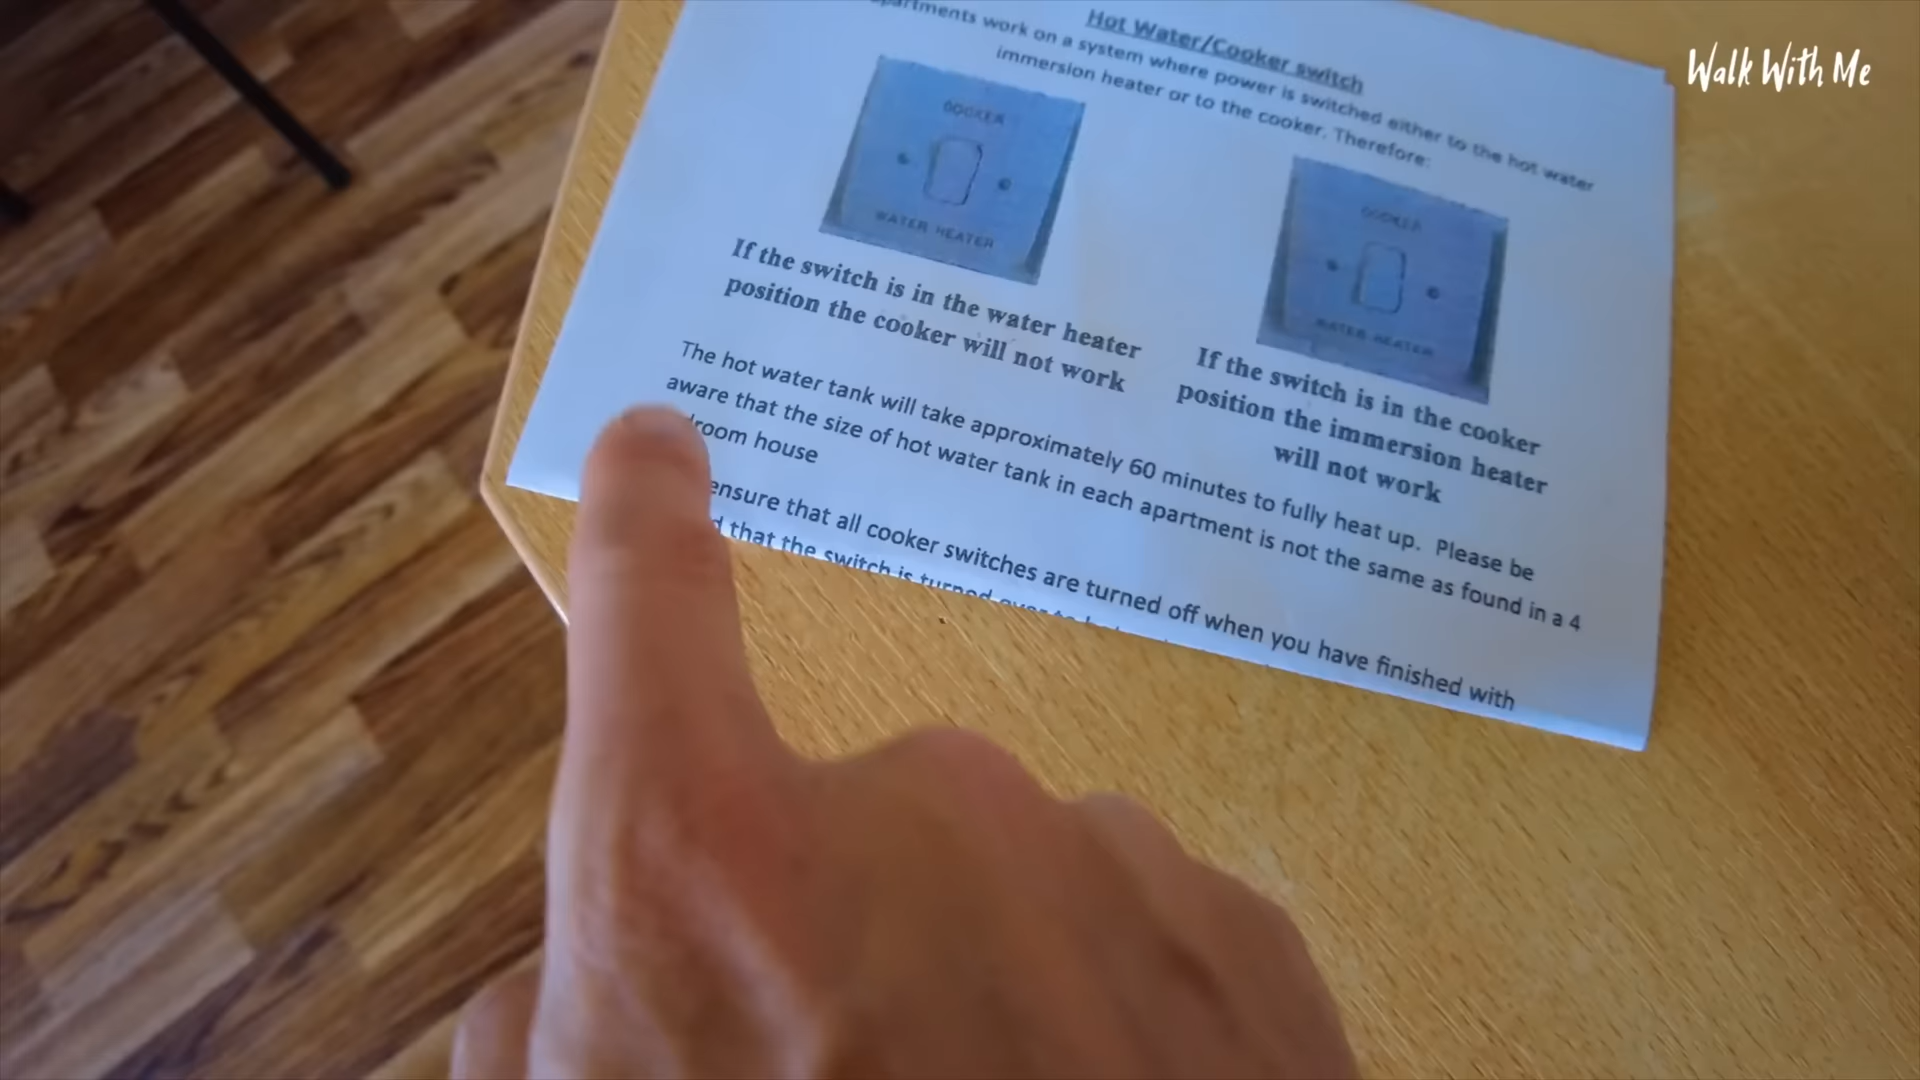 Walk With Me
Hot Water/Cooker switch
work on a system where power is switched either to the hot water
immersion heater or to the cooker. Therefore:
COOKER
WATER HEATER
COOKER
WATER HEATER
If the switch is in the water heater
position the cooker will not work
If the switch is in the cooker
position the immersion heater
will not work
The hot water tank will take approximately 60 minutes to fully heat up. Please be
aware that the size of hot water tank in each apartment is not the same as found in a 4
room house
ensure that all cooker switches are turned off when you have finished with
that the switch is turned over to